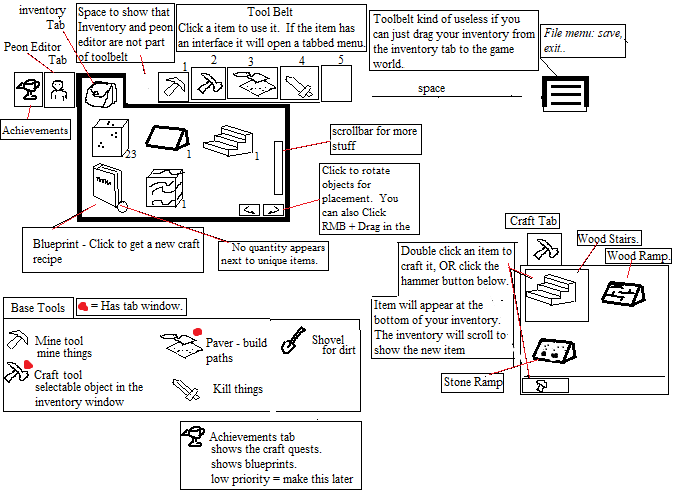 inventory
Tab
Peon Editor
Tab
Space to show that
Inventory and peon
editor are not part
of toolbelt
Tool Belt
Click a item to use it. If the item has
an interface it will open a tabbed menu.
Toolbelt kind of useless if you
can just drag your inventory from
the inventory tab to the game
world.
File menu: save,
exit..
space
1
2
3
4
5
Achievements
23
1
1
1
scrollbar for more
stuff
Click to rotate
objects for
placement. You
can also Click
RMB + Drag in the
Blueprint - Click to get a new craft
recipe
No quantity appears
next to unique items.
Craft Tab
Double click an item to
craft it, OR click the
hammer button below.
Item will appear at the
bottom of your inventory.
The inventory will scroll to
show the new item
Wood Stairs.
Wood Ramp.
Stone Ramp
Base Tools
= Has tab window.
Mine tool
mine things
Craft tool
selectable object in the
inventory window
Paver - build
paths
Kill things
Shovel
for dirt
Achievements tab
shows the craft quests.
shows blueprints.
low priority = make this later